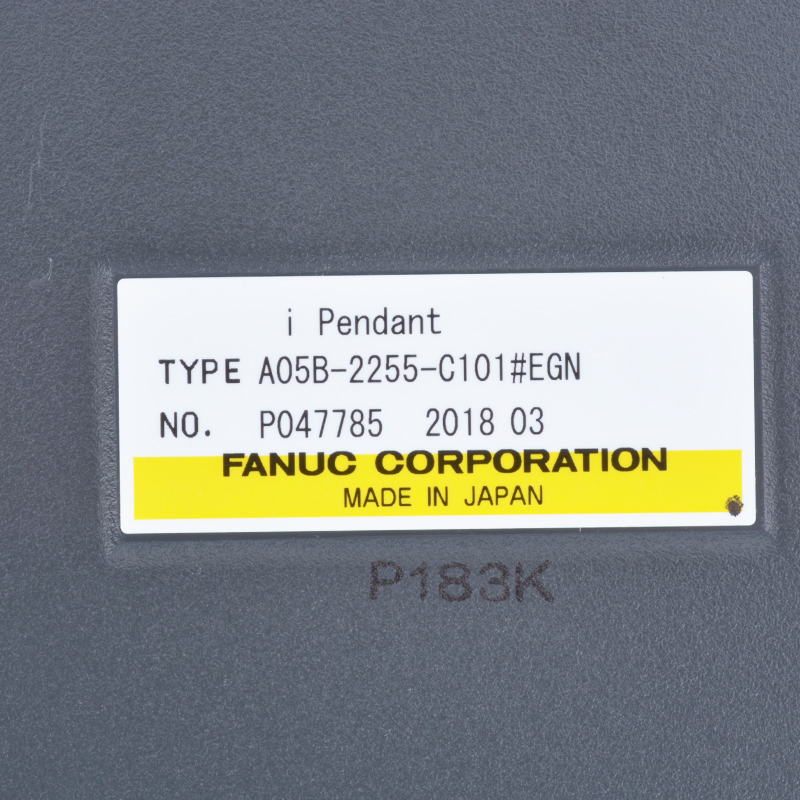 i Pendant
TYPE A05B-2255-C101#EGN
NO. P047785 2018 03
FANUC CORPORATION
MADE IN JAPAN
P183K